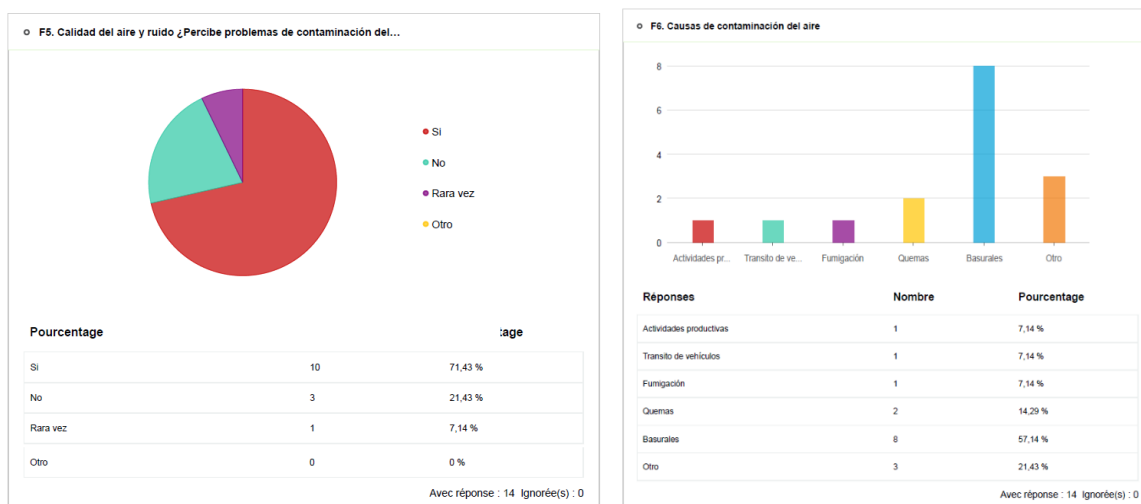 F5. Calidad del aire y ruido ¿Percibe problemas de contaminación del...
Si
No
Rara vez
Otro
Pourcentage tage
Si 10 71,43 %
No 3 21,43 %
Rara vez 1 7,14 %
Otro 0 0 %
Avec réponse : 14 Ignorée(s) : 0
F6. Causas de contaminación del aire
8
6
4
2
0
Actividades pr... Transito de ve... Fumigación Quemas Basurales Otro
Réponses Nombre Pourcentage
Actividades productivas 1 7,14 %
Transito de vehículos 1 7,14 %
Fumigación 1 7,14 %
Quemas 2 14,29 %
Basurales 8 57,14 %
Otro 3 21,43 %
Avec réponse : 14 Ignorée(s) : 0